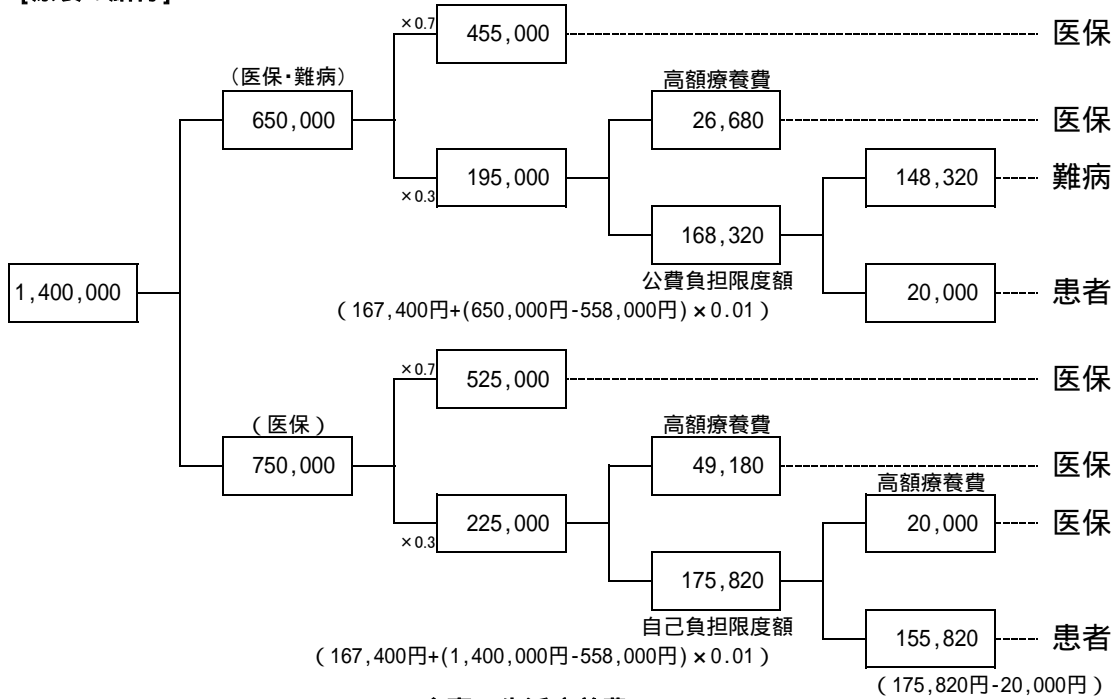 ×0.7
455,000
医保
(医保・難病)
650,000
高額療養費
26,680
医保
×0.3
195,000
148,320
難病
168,320
公費負担限度額
1,400,000
20,000
患者
(167,400円+(650,000円-558,000円)×0.01)
×0.7
525,000
医保
(医保)
750,000
高額療養費
49,180
医保
高額療養費
×0.3
225,000
20,000
医保
175,820
自己負担限度額
155,820
患者
(167,400円+(1,400,000円-558,000円)×0.01)
(175,820円-20,000円)